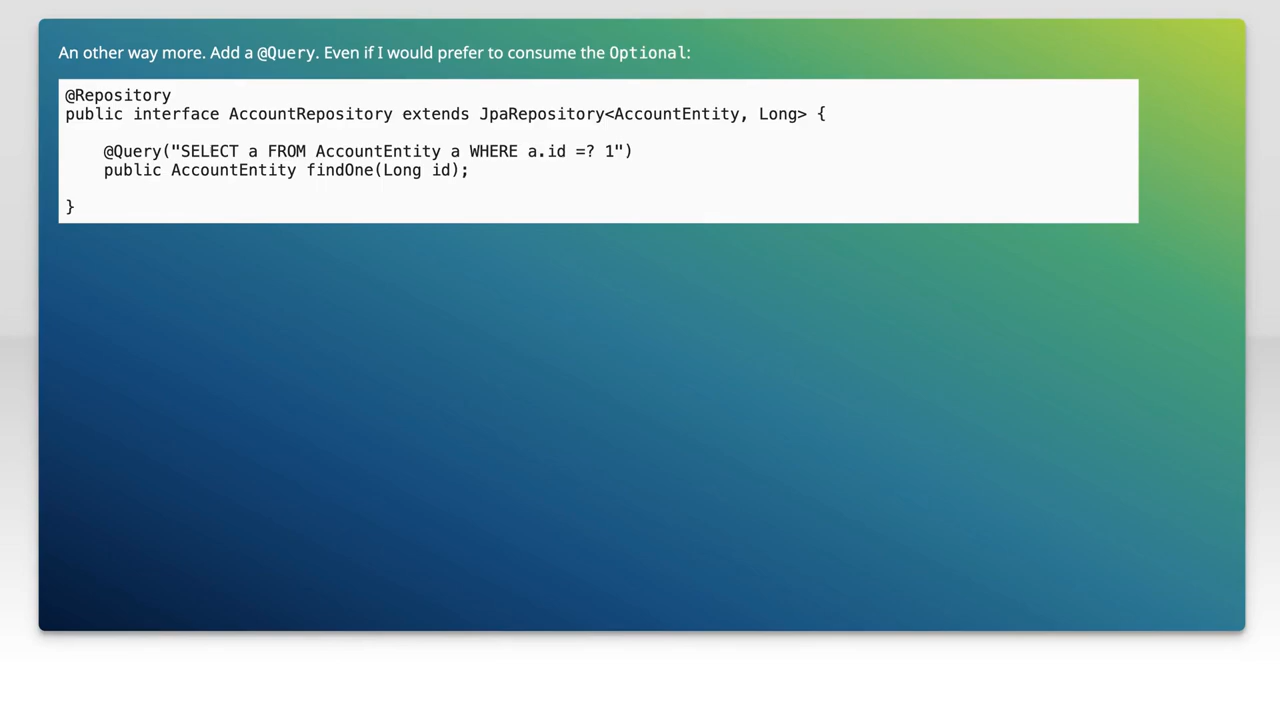 An other way more. Add a @Query. Even if I would prefer to consume the Optional:
@Repository
public interface AccountRepository extends JpaRepository<AccountEntity, Long> {
@Query("SELECT a FROM AccountEntity a WHERE a.id =? 1")
public AccountEntity findOne(Long id);
}